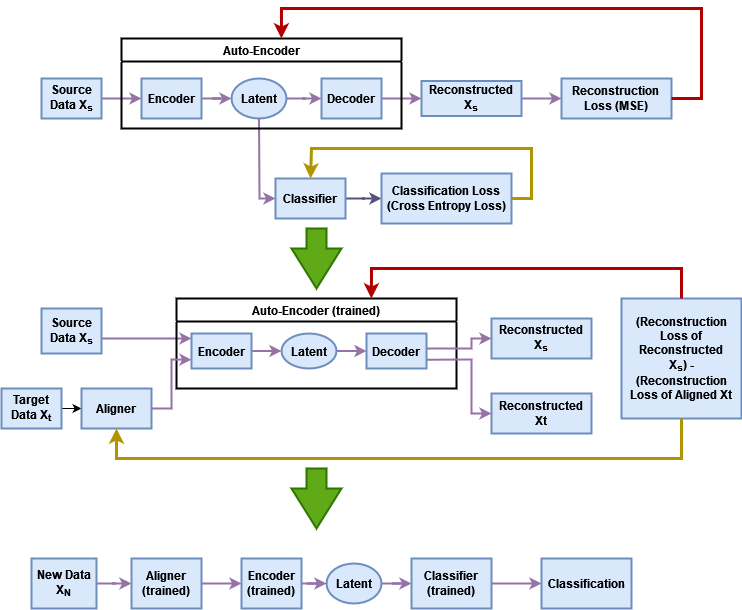 Auto-Encoder
Source
Data Xs
Encoder
Latent
Decoder
Reconstructed
Xs
Reconstruction
Loss (MSE)
Classifier
Classification Loss
(Cross Entropy Loss)
Auto-Encoder (trained)
Source
Data Xs
Encoder
Latent
Decoder
Reconstructed
Xs
(Reconstruction
Loss of
Reconstructed
Xs) -
(Reconstruction
Loss of Aligned Xt
Target
Data Xt
Aligner
Reconstructed
Xt
New Data
XN
Aligner
(trained)
Encoder
(trained)
Latent
Classifier
(trained)
Classification